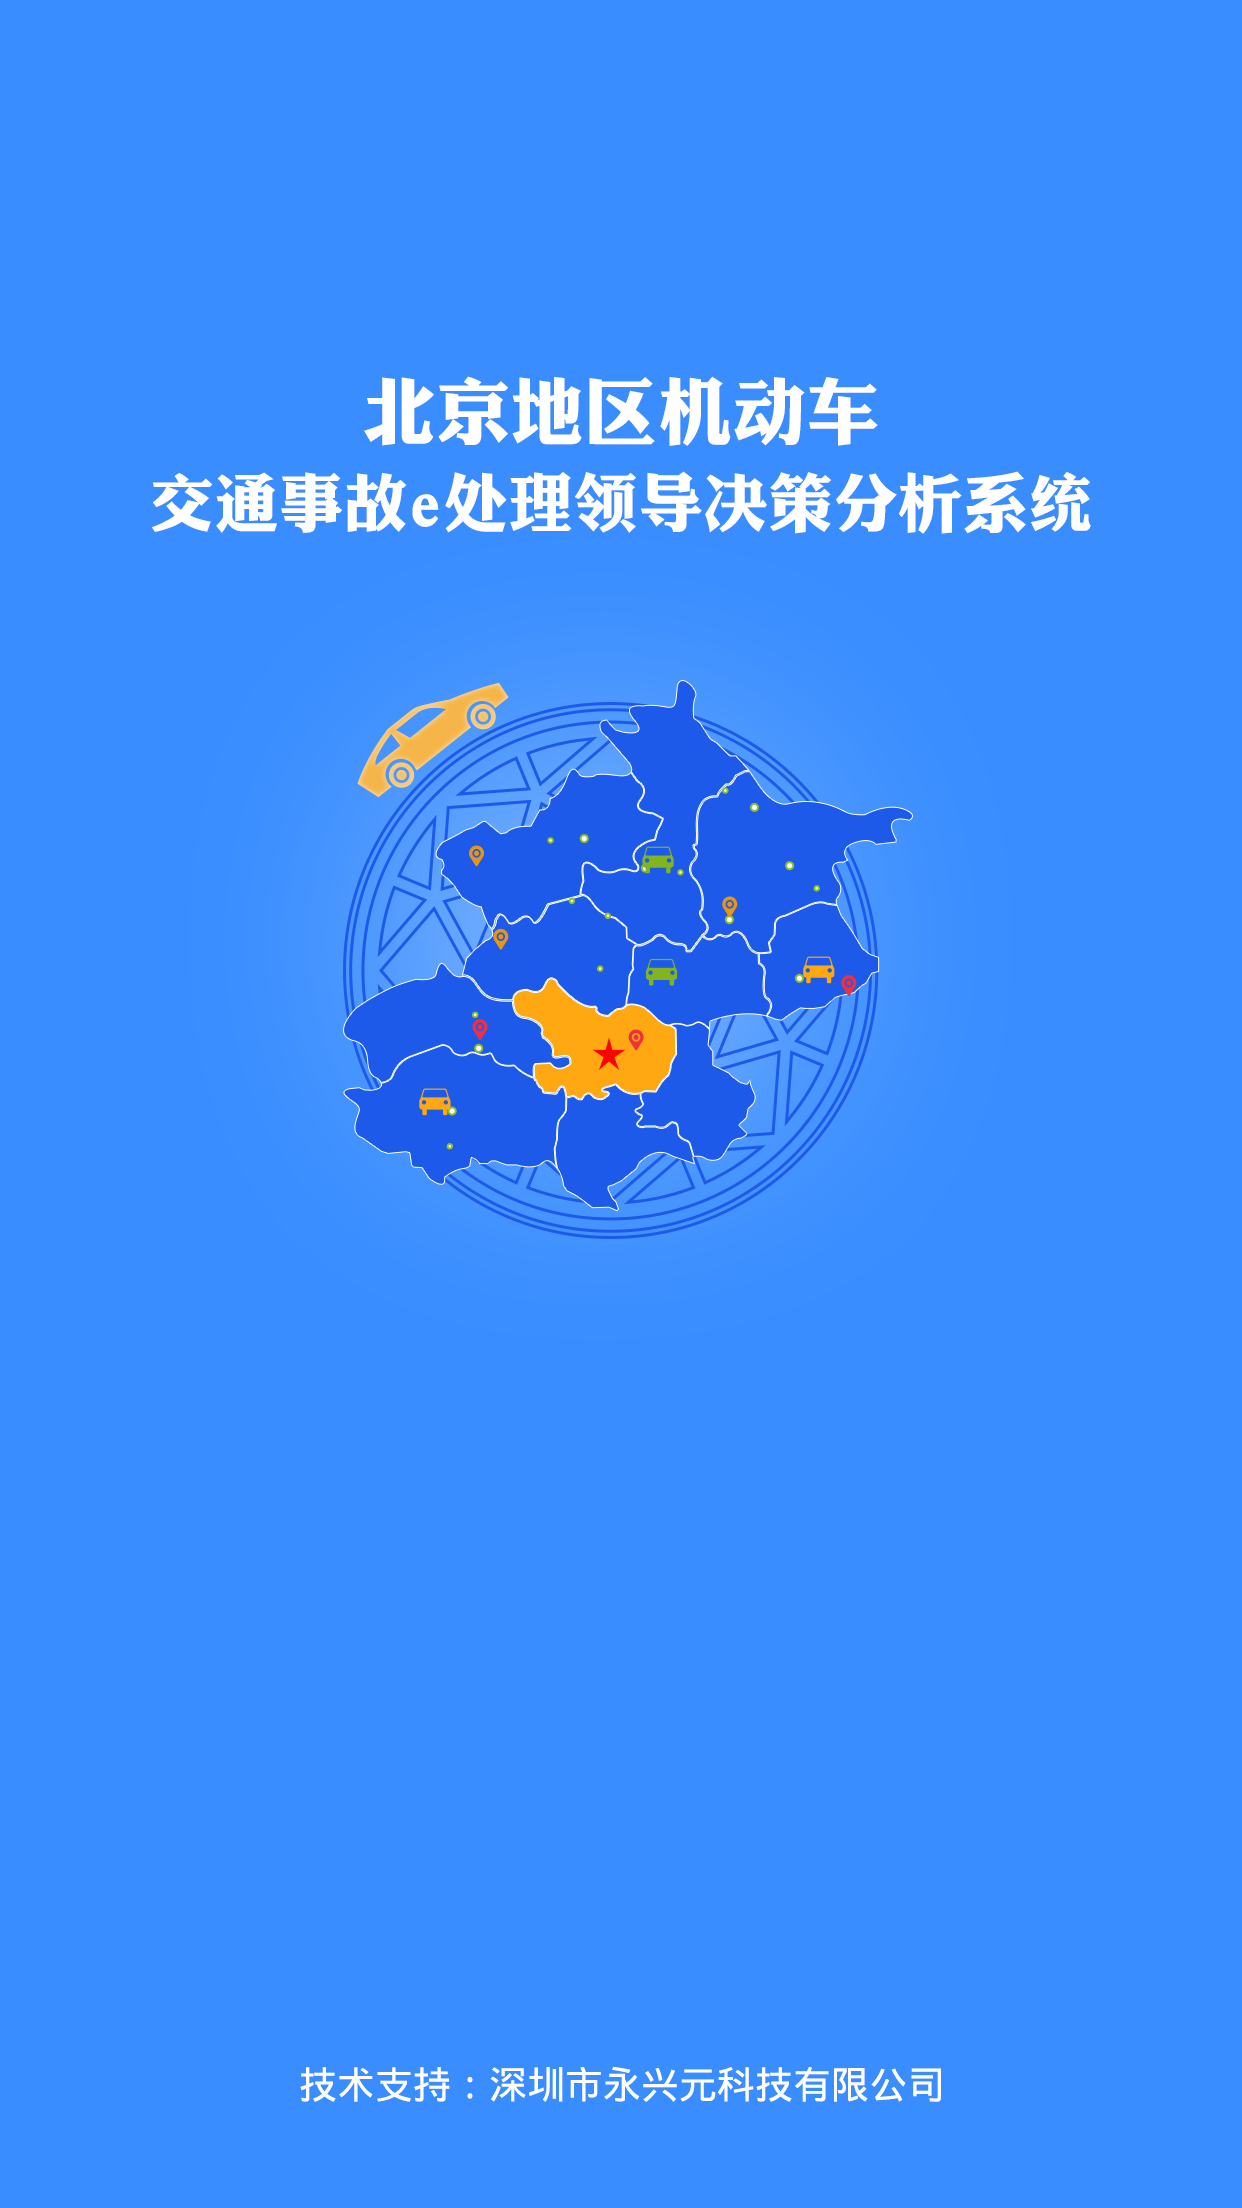 北京地区机动车
交通事故e处理领导决策分析系统
技术支持：深圳市永兴元科技有限公司